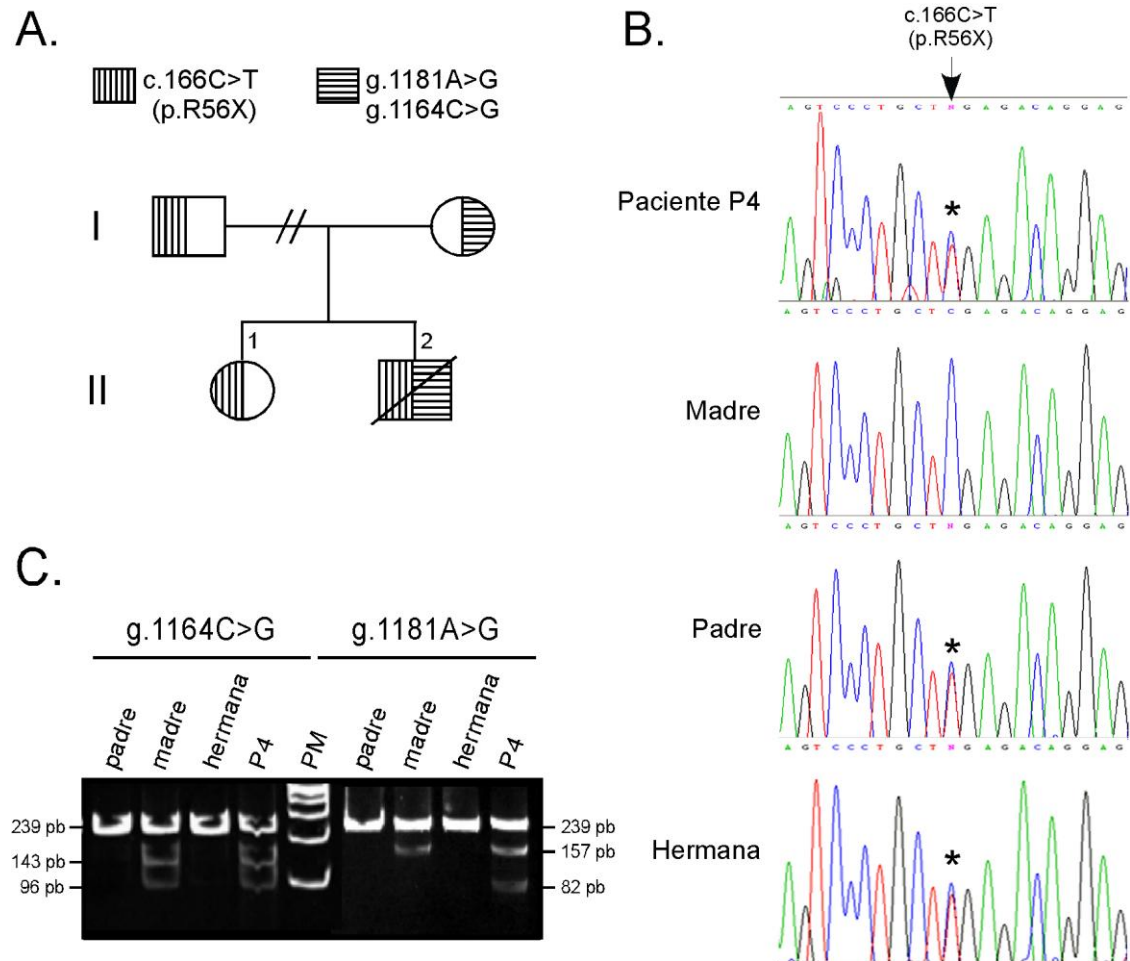 A.
c.166C>T
(p.R56X)
g.1181A>G
g.1164C>G
I
1
2
II
B.
c.166C>T
(p.R56X)
A G T C C C T G C T N G A G A C A G G A G
Paciente P4
*
A G T C C C T G C T C G A G A C A G G A G
Madre
A G T C C C T G C T N G A G A C A G G A G
Padre
*
A G T C C C T G C T N G A G A C A G G A G
Hermana
*
C.
g.1164C>G
g.1181A>G
padre
madre
hermana
P4
PM
padre
madre
hermana
P4
239 pb
143 pb
96 pb
239 pb
157 pb
82 pb